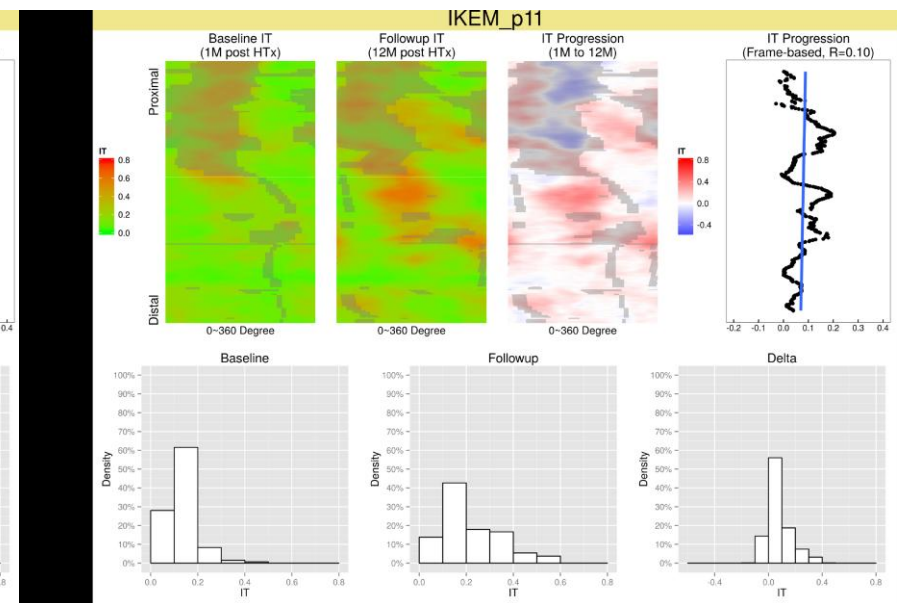 IKEM_p11
Baseline IT
(1M post HTx)
Followup IT
(12M post HTx)
IT Progression
(1M to 12M)
IT Progression
(Frame-based, R=0.10)
Proximal
Distal
IT
0.8
0.6
0.4
0.2
0.0
IT
0.8
0.4
0.0
-0.4
0~360 Degree
0~360 Degree
0~360 Degree
0.4
-0.2 -0.1 0.0 0.1 0.2 0.3 0.4
Baseline
100%
90%
80%
70%
60%
50%
40%
30%
20%
10%
0%
Density
0.0 0.2 0.4 0.6 0.8
IT
Followup
100%
90%
80%
70%
60%
50%
40%
30%
20%
10%
0%
Density
0.0 0.2 0.4 0.6 0.8
IT
Delta
100%
90%
80%
70%
60%
50%
40%
30%
20%
10%
0%
Density
-0.4 0.0 0.4 0.8
IT